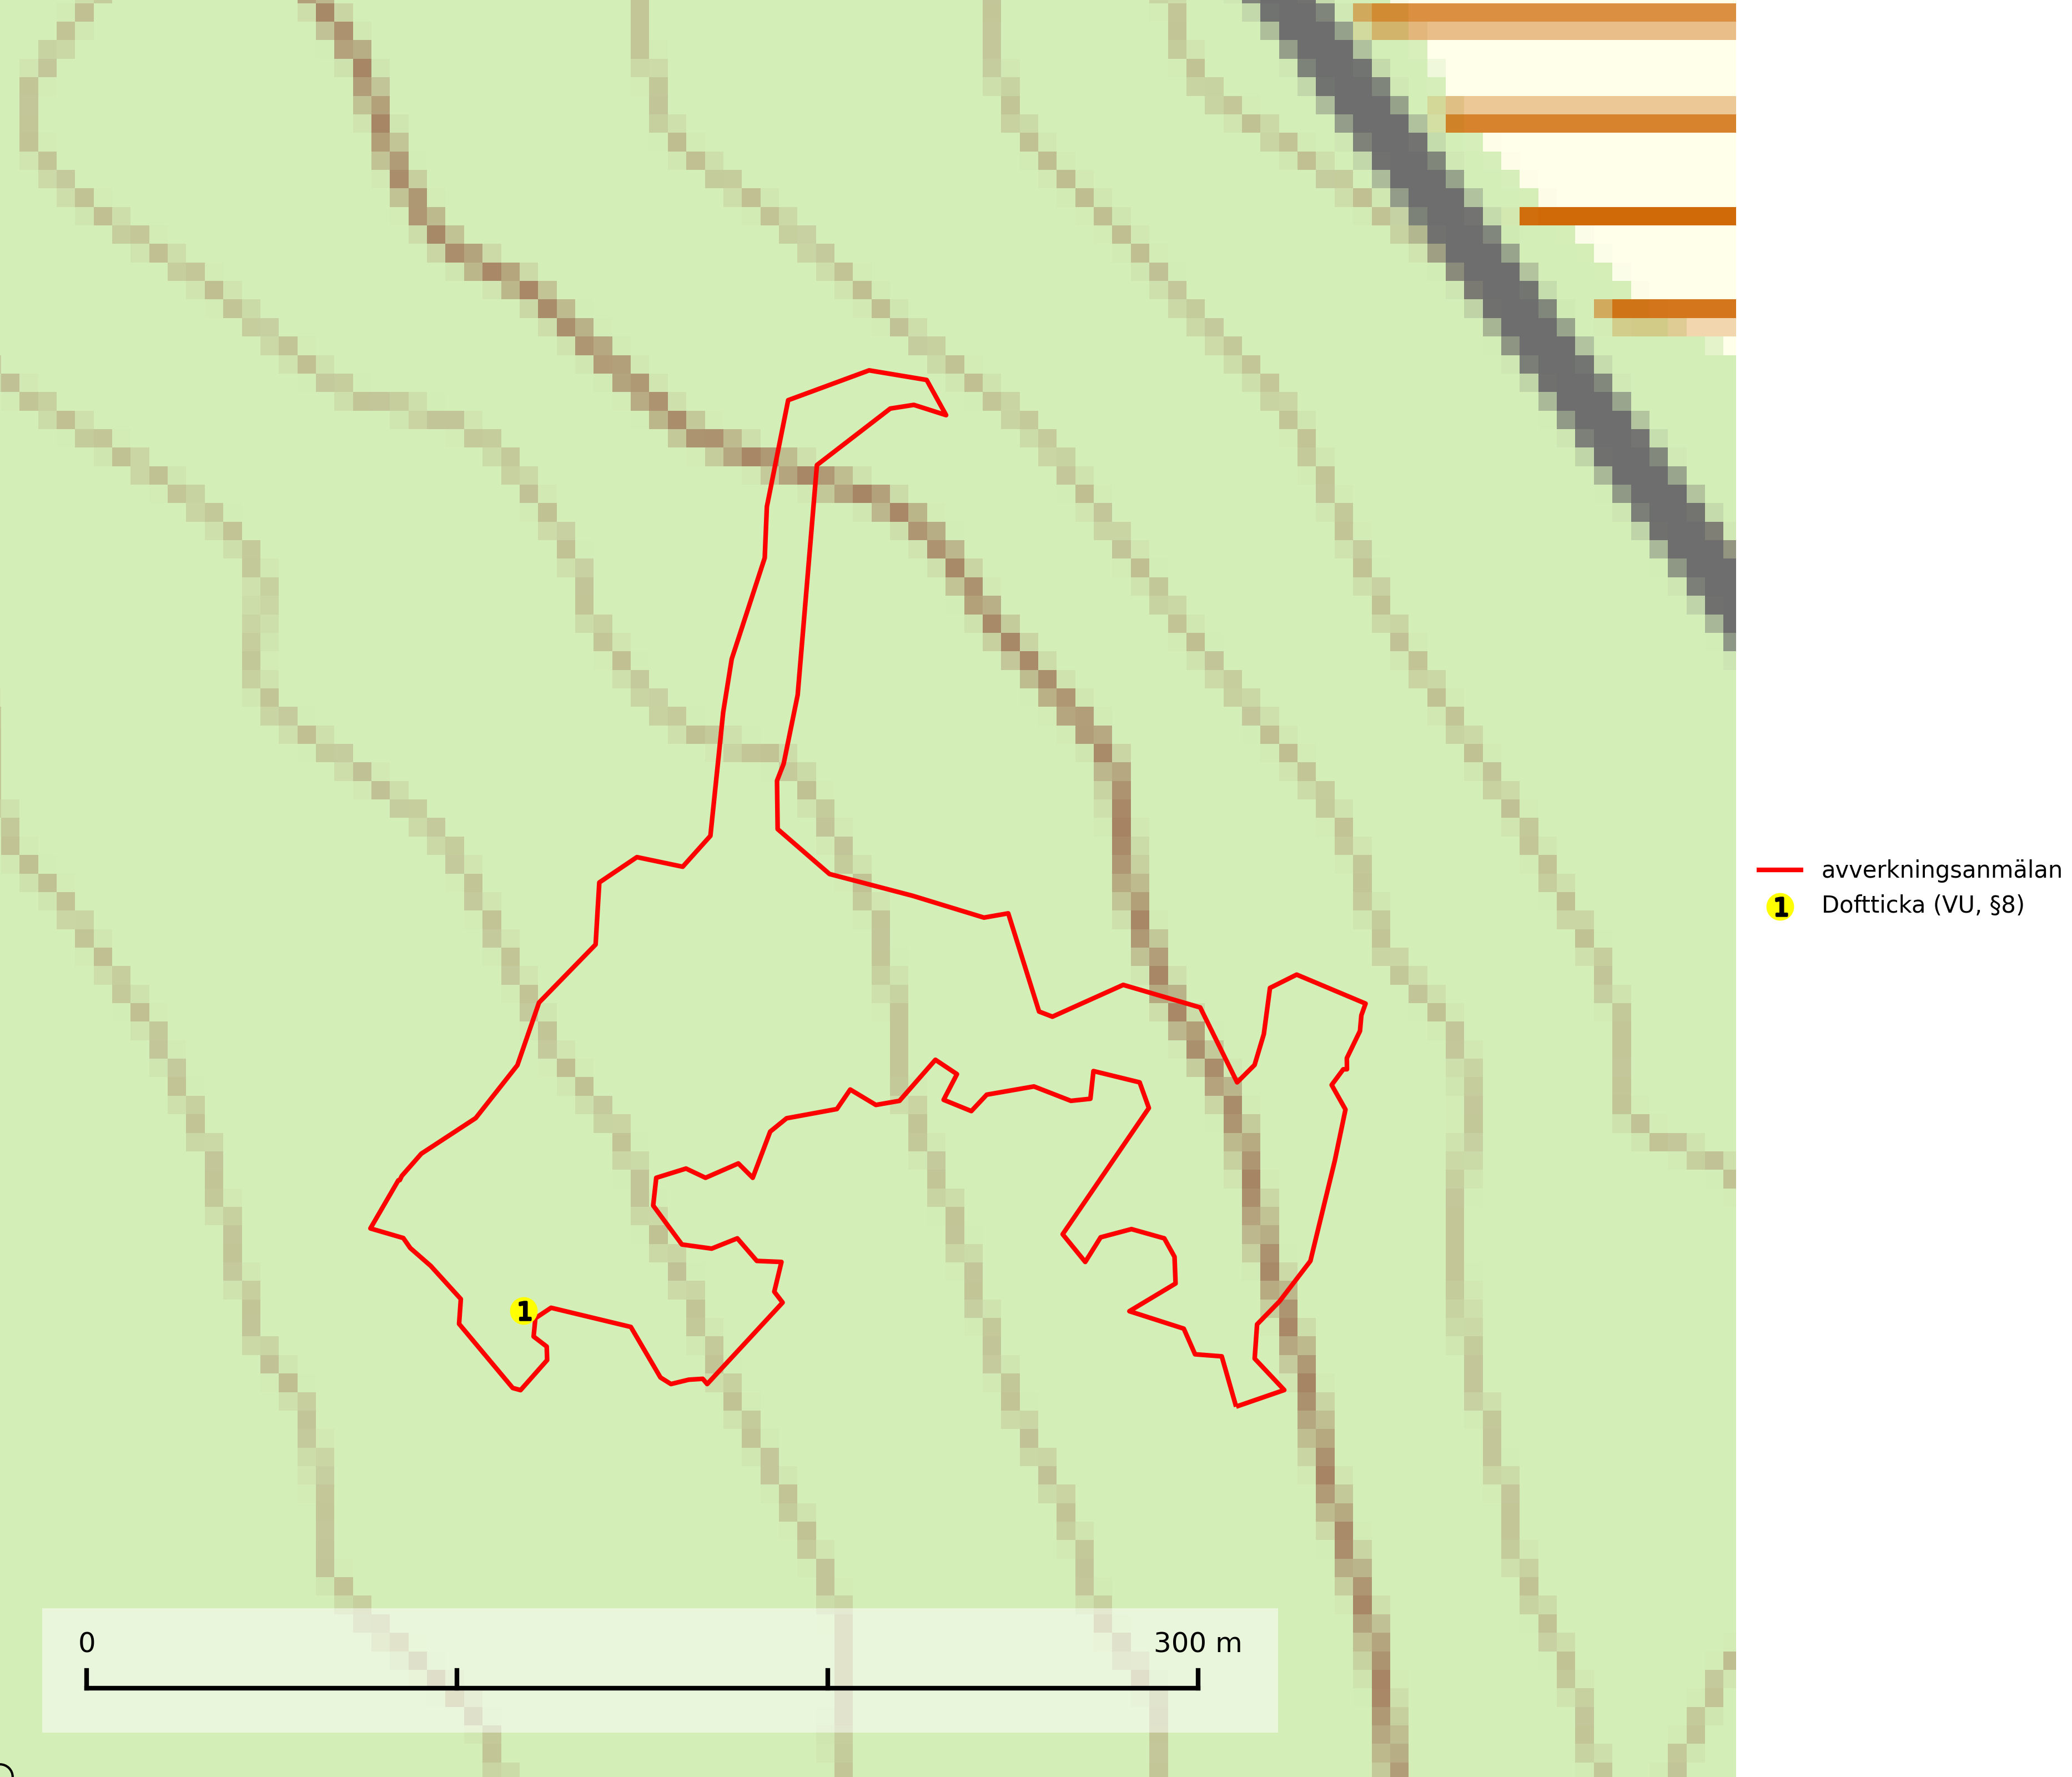 avverkningsanmälan
1 Doftticka (VU, §8)
1
0 300 m